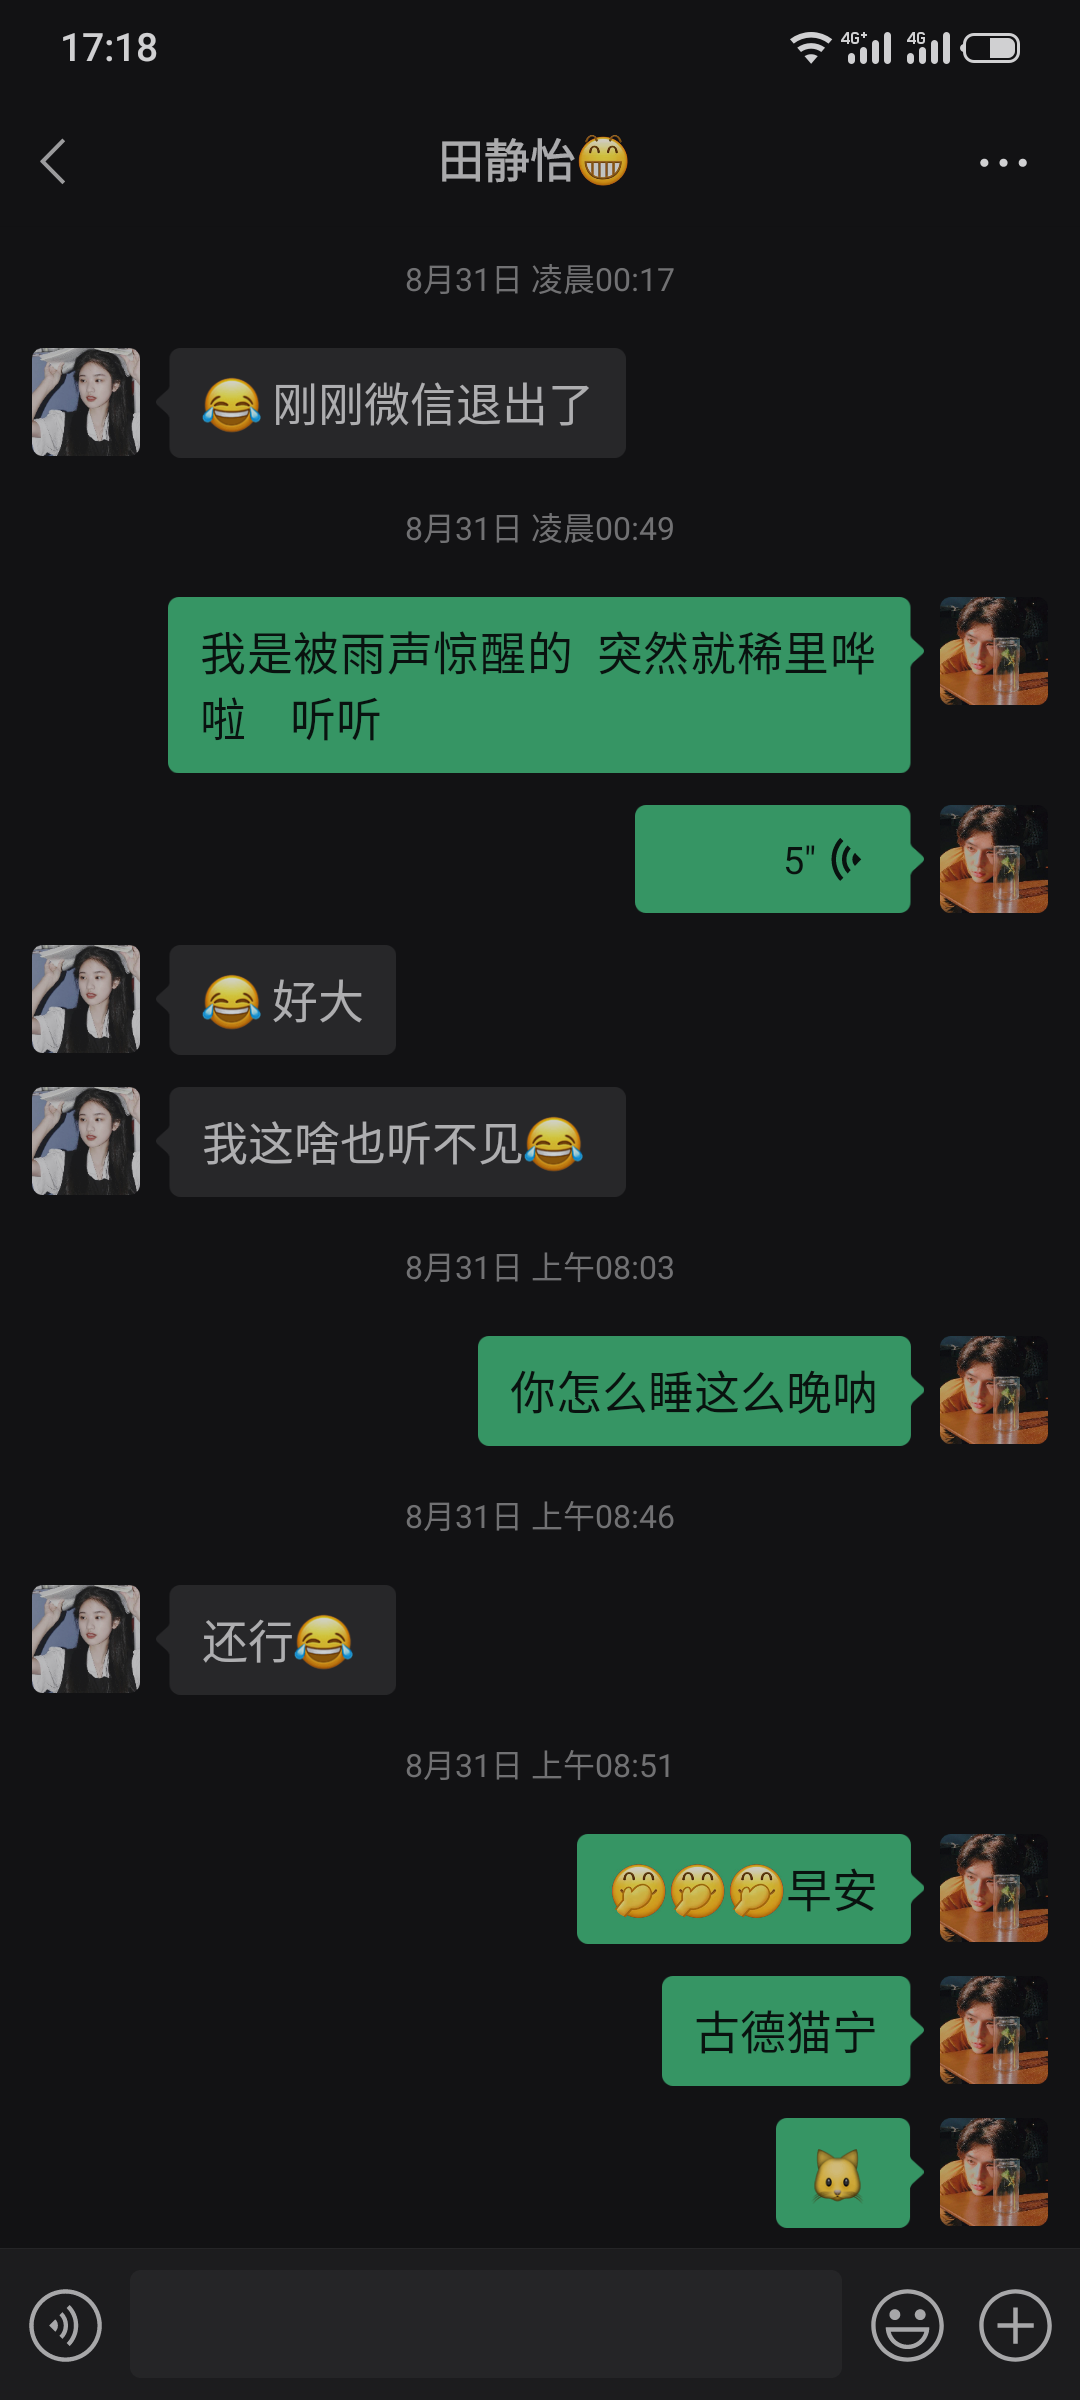 17:18
4G+ 4G
田静怡😁
8月31日 凌晨00:17
😂 刚刚微信退出了
8月31日 凌晨00:49
我是被雨声惊醒的 突然就稀里哗
啦 听听
5"
😂 好大
我这啥也听不见😂
8月31日 上午08:03
你怎么睡这么晚呐
8月31日 上午08:46
还行😂
8月31日 上午08:51
🤭🤭🤭早安
古德猫宁
🐱